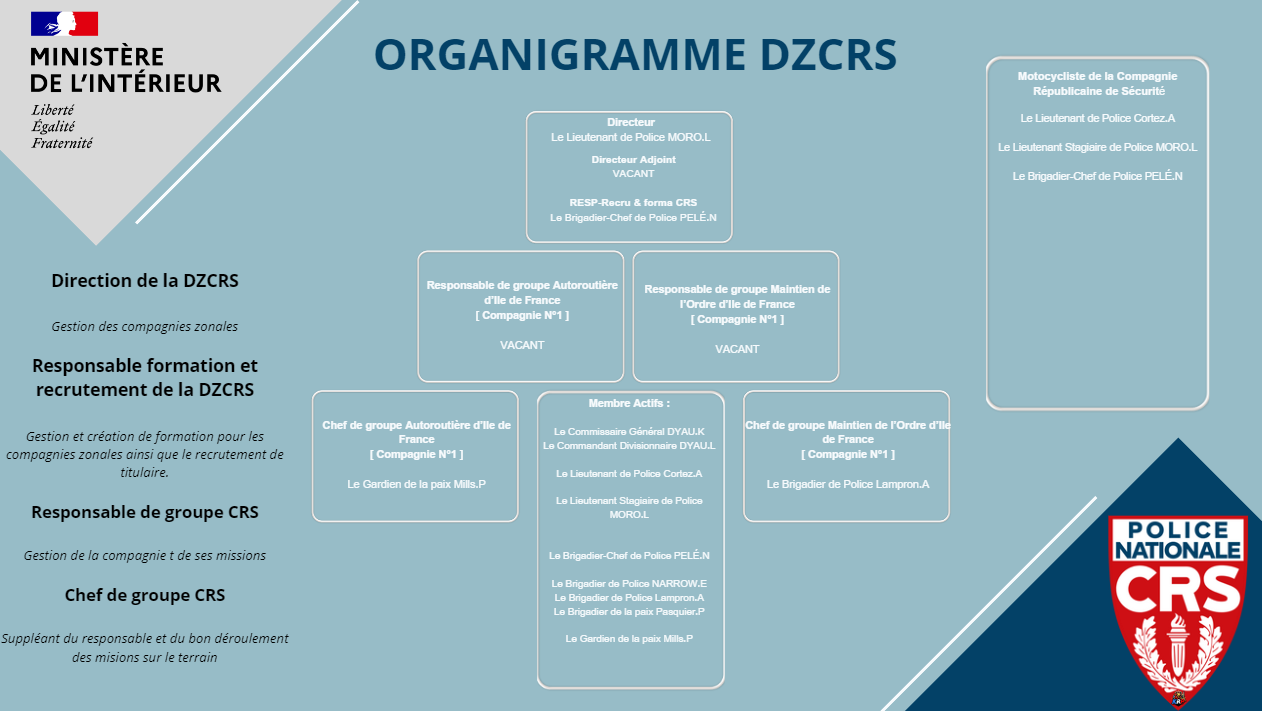 MINISTÈRE
DE L'INTÉRIEUR
Liberté
Égalité
Fraternité
ORGANIGRAMME DZCRS
Directeur
Le Lieutenant de Police MORO.L
Directeur Adjoint
VACANT
RESP-Recru & forma CRS
Le Brigadier-Chef de Police PELÉ.N
Motocycliste de la Compagnie
Républicaine de Sécurité
Le Lieutenant de Police Cortez.A
Le Lieutenant Stagiaire de Police MORO.L
Le Brigadier-Chef de Police PELÉ.N
Responsable de groupe Autoroutière
d'Ile de France
[ Compagnie N°1 ]
VACANT
Responsable de groupe Maintien de
l'Ordre d'Ile de France
[ Compagnie N°1 ]
VACANT
Chef de groupe Autoroutière d'Ile de
France
[ Compagnie N°1 ]
Le Gardien de la paix Mills.P
Membre Actifs :
Le Commissaire Général DYAU.K
Le Commandant Divisionnaire DYAU.L
Le Lieutenant de Police Cortez.A
Le Lieutenant Stagiaire de Police
MORO.L
Le Brigadier-Chef de Police PELÉ.N
Le Brigadier de Police NARROW.E
Le Brigadier de Police Lampron.A
Le Brigadier de la paix Pasquier.P
Le Gardien de la paix Mills.P
Chef de groupe Maintien de l'Ordre d'Ile
de France
[ Compagnie N°1 ]
Le Brigadier de Police Lampron.A
Direction de la DZCRS
Gestion des compagnies zonales
Responsable formation et
recrutement de la DZCRS
Gestion et création de formation pour les
compagnies zonales ainsi que le recrutement de
titulaire.
Responsable de groupe CRS
Gestion de la compagnie t de ses missions
Chef de groupe CRS
Suppléant du responsable et du bon déroulement
des misions sur le terrain
POLICE
NATIONALE
CRS